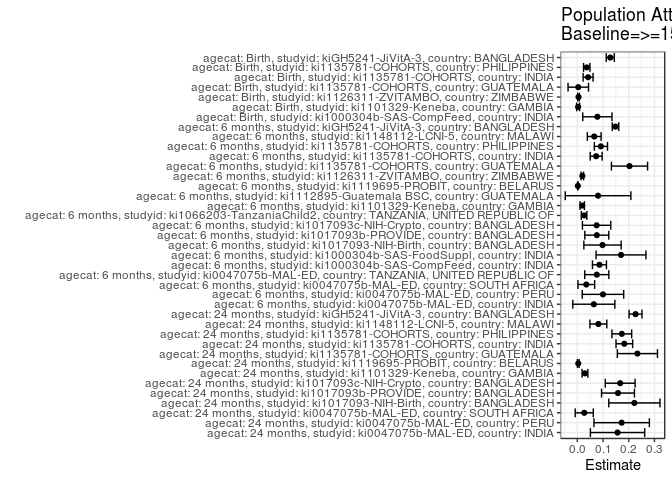 Population Att
Baseline=>=15
agecat: Birth, studyid: kiGH5241-JiVitA-3, country: BANGLADESH
agecat: Birth, studyid: ki1135781-COHORTS, country: PHILIPPINES
agecat: Birth, studyid: ki1135781-COHORTS, country: INDIA
agecat: Birth, studyid: ki1135781-COHORTS, country: GUATEMALA
agecat: Birth, studyid: ki1126311-ZVITAMBO, country: ZIMBABWE
agecat: Birth, studyid: ki1101329-Keneba, country: GAMBIA
agecat: Birth, studyid: ki1000304b-SAS-CompFeed, country: INDIA
agecat: 6 months, studyid: kiGH5241-JiVitA-3, country: BANGLADESH
agecat: 6 months, studyid: ki1148112-LCNI-5, country: MALAWI
agecat: 6 months, studyid: ki1135781-COHORTS, country: PHILIPPINES
agecat: 6 months, studyid: ki1135781-COHORTS, country: INDIA
agecat: 6 months, studyid: ki1135781-COHORTS, country: GUATEMALA
agecat: 6 months, studyid: ki1126311-ZVITAMBO, country: ZIMBABWE
agecat: 6 months, studyid: ki1119695-PROBIT, country: BELARUS
agecat: 6 months, studyid: ki1112895-Guatemala BSC, country: GUATEMALA
agecat: 6 months, studyid: ki1101329-Keneba, country: GAMBIA
agecat: 6 months, studyid: ki1066203-TanzaniaChild2, country: TANZANIA, UNITED REPUBLIC OF
agecat: 6 months, studyid: ki1017093c-NIH-Crypto, country: BANGLADESH
agecat: 6 months, studyid: ki1017093b-PROVIDE, country: BANGLADESH
agecat: 6 months, studyid: ki1017093-NIH-Birth, country: BANGLADESH
agecat: 6 months, studyid: ki1000304b-SAS-FoodSuppl, country: INDIA
agecat: 6 months, studyid: ki1000304b-SAS-CompFeed, country: INDIA
agecat: 6 months, studyid: ki0047075b-MAL-ED, country: TANZANIA, UNITED REPUBLIC OF
agecat: 6 months, studyid: ki0047075b-MAL-ED, country: SOUTH AFRICA
agecat: 6 months, studyid: ki0047075b-MAL-ED, country: PERU
agecat: 6 months, studyid: ki0047075b-MAL-ED, country: INDIA
agecat: 24 months, studyid: kiGH5241-JiVitA-3, country: BANGLADESH
agecat: 24 months, studyid: ki1148112-LCNI-5, country: MALAWI
agecat: 24 months, studyid: ki1135781-COHORTS, country: PHILIPPINES
agecat: 24 months, studyid: ki1135781-COHORTS, country: INDIA
agecat: 24 months, studyid: ki1135781-COHORTS, country: GUATEMALA
agecat: 24 months, studyid: ki1119695-PROBIT, country: BELARUS
agecat: 24 months, studyid: ki1101329-Keneba, country: GAMBIA
agecat: 24 months, studyid: ki1017093c-NIH-Crypto, country: BANGLADESH
agecat: 24 months, studyid: ki1017093b-PROVIDE, country: BANGLADESH
agecat: 24 months, studyid: ki1017093-NIH-Birth, country: BANGLADESH
agecat: 24 months, studyid: ki0047075b-MAL-ED, country: SOUTH AFRICA
agecat: 24 months, studyid: ki0047075b-MAL-ED, country: PERU
agecat: 24 months, studyid: ki0047075b-MAL-ED, country: INDIA
0.0 0.1 0.2 0.3
Estimate